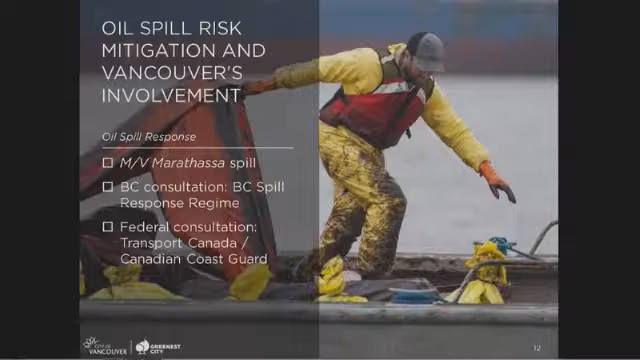 OIL SPILL RISK
MITIGATION AND
VANCOUVER'S
INVOLVEMENT
Oil Spill Response
M/V Marathassa spill
BC consultation: BC Spill
Response Regime
Federal consultation:
Transport Canada /
Canadian Coast Guard
CITY OF
VANCOUVER
GREENEST
CITY
12